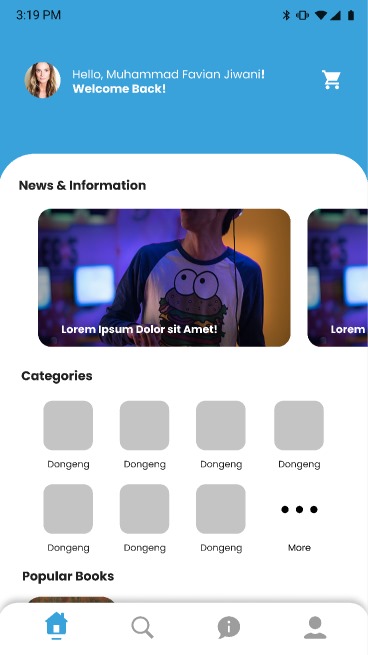 3:19 PM
Hello, Muhammad Favian Jiwani!
Welcome Back!
News & Information
Lorem Ipsum Dolor sit Amet!
Lorem
Categories
Dongeng Dongeng Dongeng Dongeng
Dongeng Dongeng Dongeng More
Popular Books